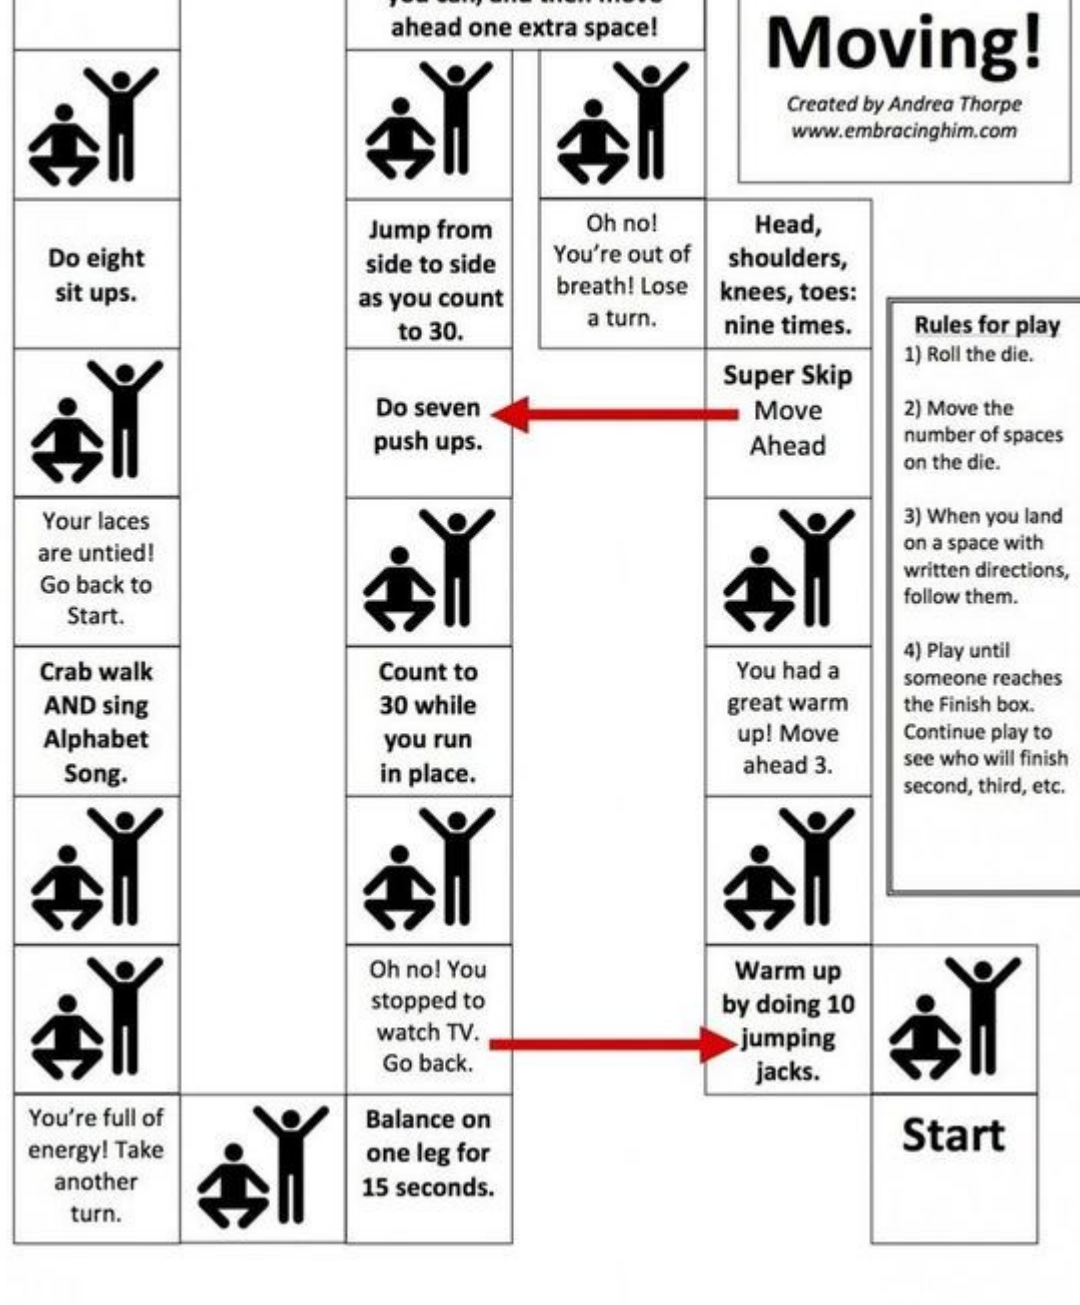 ahead one extra space!
Moving!
Created by Andrea Thorpe
www.embracinghim.com
Do eight
sit ups.
Jump from
side to side
as you count
to 30.
Oh no!
You're out of
breath! Lose
a turn.
Head,
shoulders,
knees, toes:
nine times.
Rules for play
1) Roll the die.
2) Move the
number of spaces
on the die.
3) When you land
on a space with
written directions,
follow them.
4) Play until
someone reaches
the Finish box.
Continue play to
see who will finish
second, third, etc.
Do seven
push ups.
Super Skip
Move
Ahead
Your laces
are untied!
Go back to
Start.
Crab walk
AND sing
Alphabet
Song.
Count to
30 while
you run
in place.
You had a
great warm
up! Move
ahead 3.
Oh no! You
stopped to
watch TV.
Go back.
Warm up
by doing 10
jumping
jacks.
You're full of
energy! Take
another
turn.
Balance on
one leg for
15 seconds.
Start